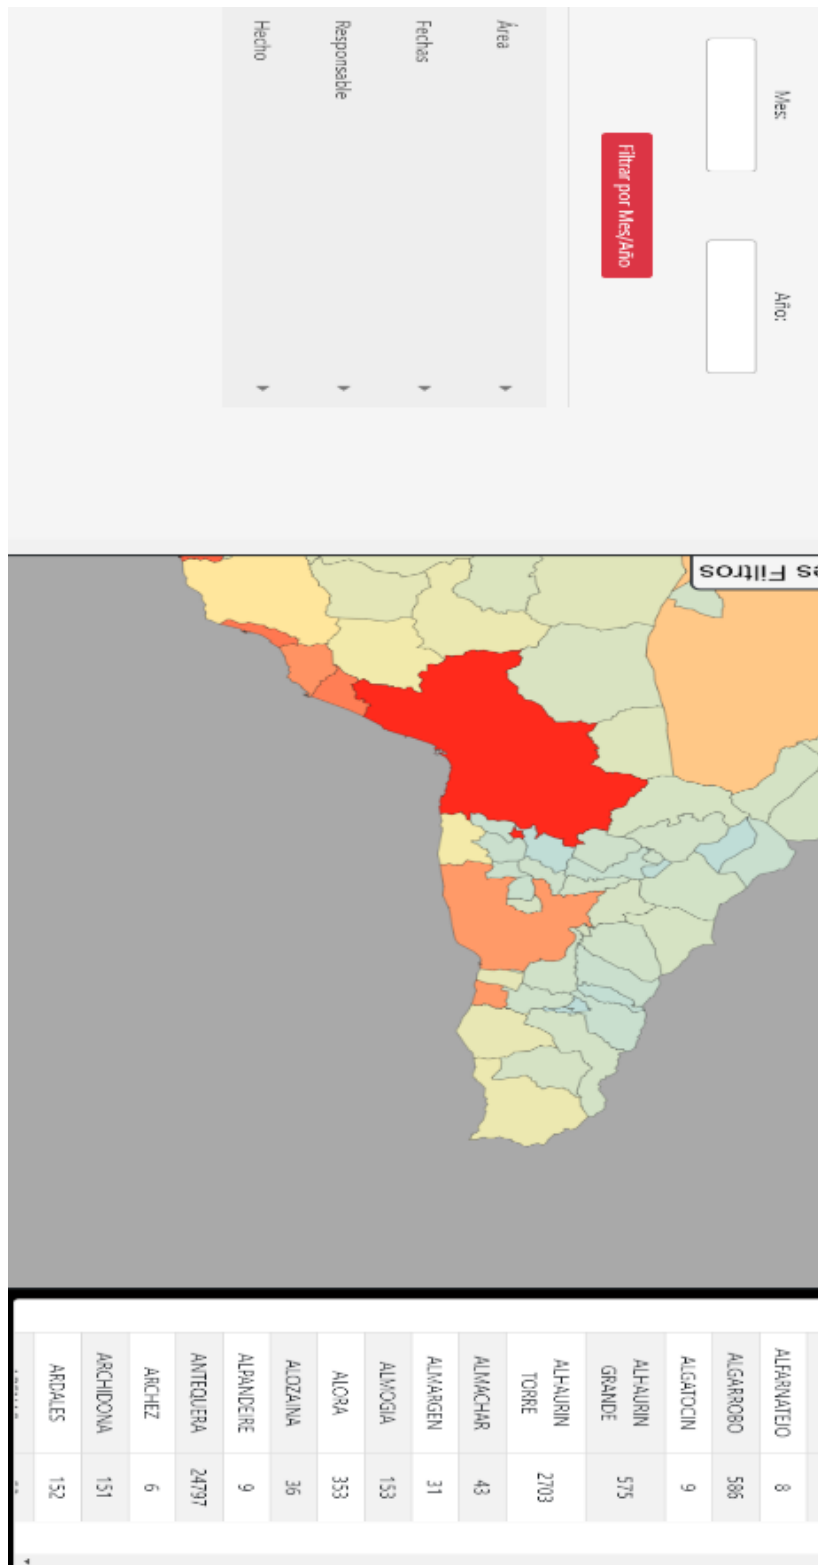 Mes:
Año:
Filtrar por Mes/Año
Área
Fechas
Responsable
Hecho
es Filtros
ALFARNATEJO 8
ALGARROBO 586
ALGATOCIN 9
ALHAURIN
GRANDE 575
ALHAURIN
TORRE 2703
ALMACHAR 43
ALMARGEN 31
ALMOGIA 153
ALORA 353
ALOZAINA 36
ALPANDEIRE 9
ANTEQUERA 24797
ARCHEZ 6
ARCHIDONA 151
ARDALES 152